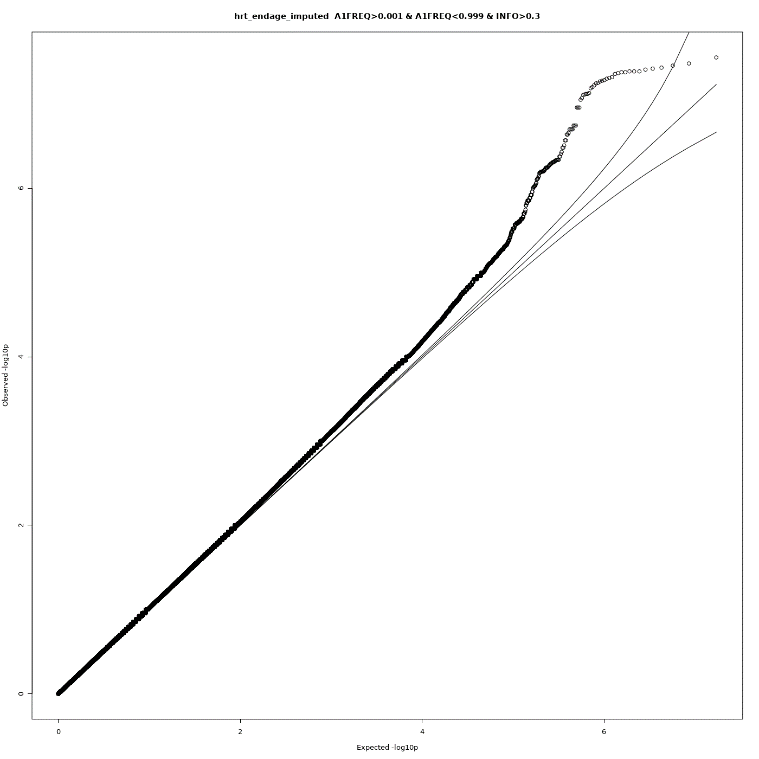 hrt_endage_imputed A1FREQ>0.001 & A1FREQ<0.999 & INFO>0.3
6
4
2
0
Observed -log10p
0 2 4 6
Expected -log10p